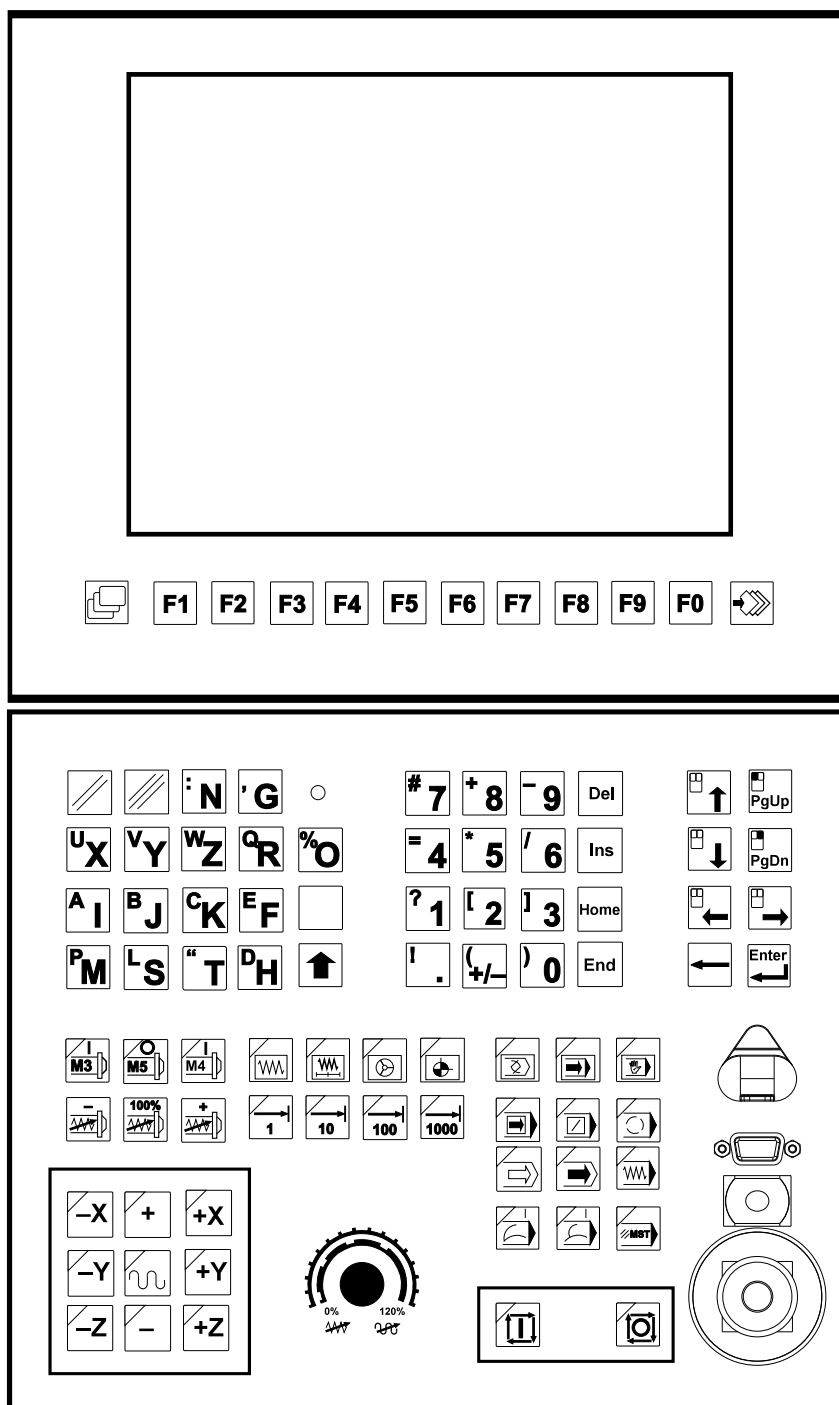 F1 F2 F3 F4 F5 F6 F7 F8 F9 F0
: N , G # 7 + 8 - 9 Del PgUp
U X V Y W Z Q R % O = 4 * 5 / 6 Ins PgDn
A I B J C K E F ? 1 [ 2 ] 3 Home
P M L S “ T D H ! . ( +/– ) 0 End Enter
I M3 O M5 I M4
– 100% +
1 10 100 1000
–X + +X
–Y +Y
–Z – +Z
0% 120%
//MST
I O